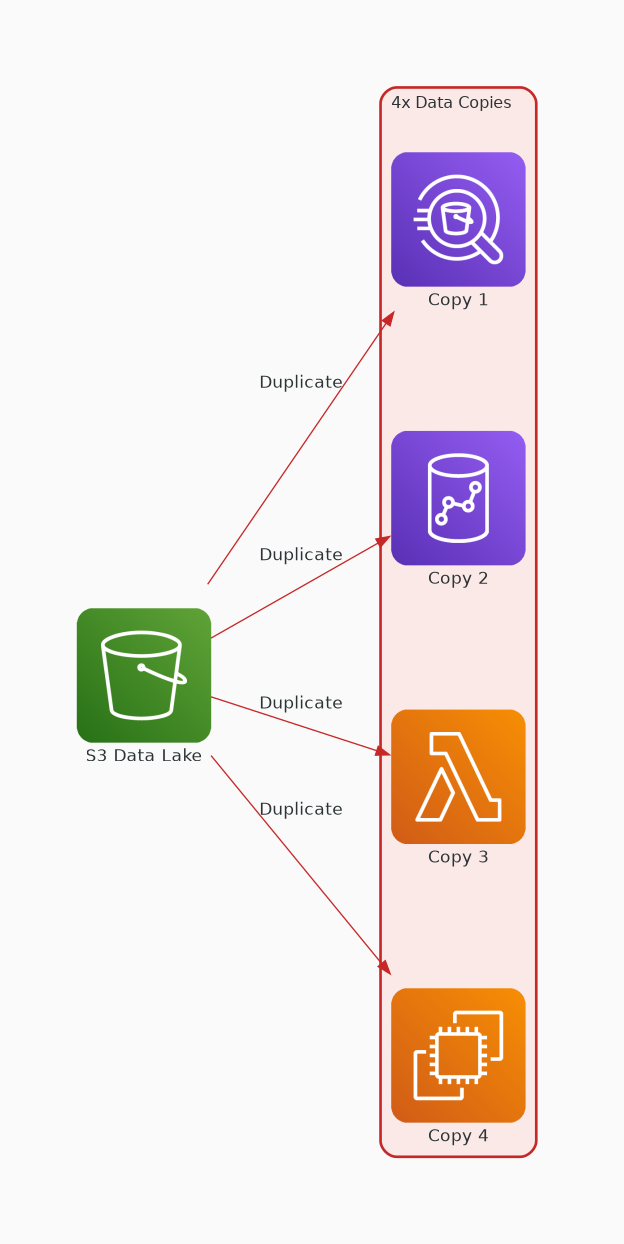 4x Data Copies
Copy 1
Duplicate
Duplicate
Copy 2
Duplicate
S3 Data Lake
Duplicate
Copy 3
Copy 4